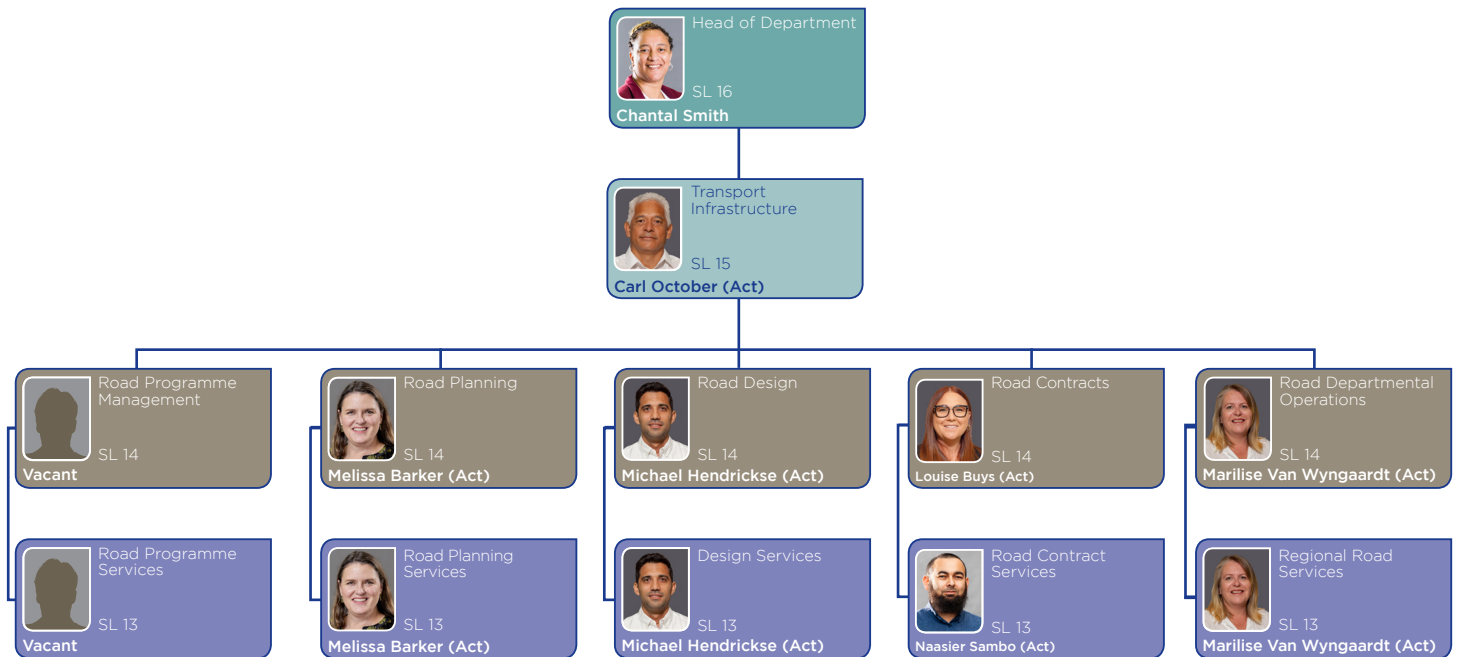 Head of Department
SL 16
Chantal Smith
Transport
Infrastructure
SL 15
Carl October (Act)
Road Programme
Management
SL 14
Vacant
Road Planning
SL 14
Melissa Barker (Act)
Road Design
SL 14
Michael Hendrickse (Act)
Road Contracts
SL 14
Louise Buys (Act)
Road Departmental
Operations
SL 14
Marilise Van Wyngaardt (Act)
Road Programme
Services
SL 13
Vacant
Road Planning
Services
SL 13
Melissa Barker (Act)
Design Services
SL 13
Michael Hendrickse (Act)
Road Contract
Services
SL 13
Naasier Sambo (Act)
Regional Road
Services
SL 13
Marilise Van Wyngaardt (Act)